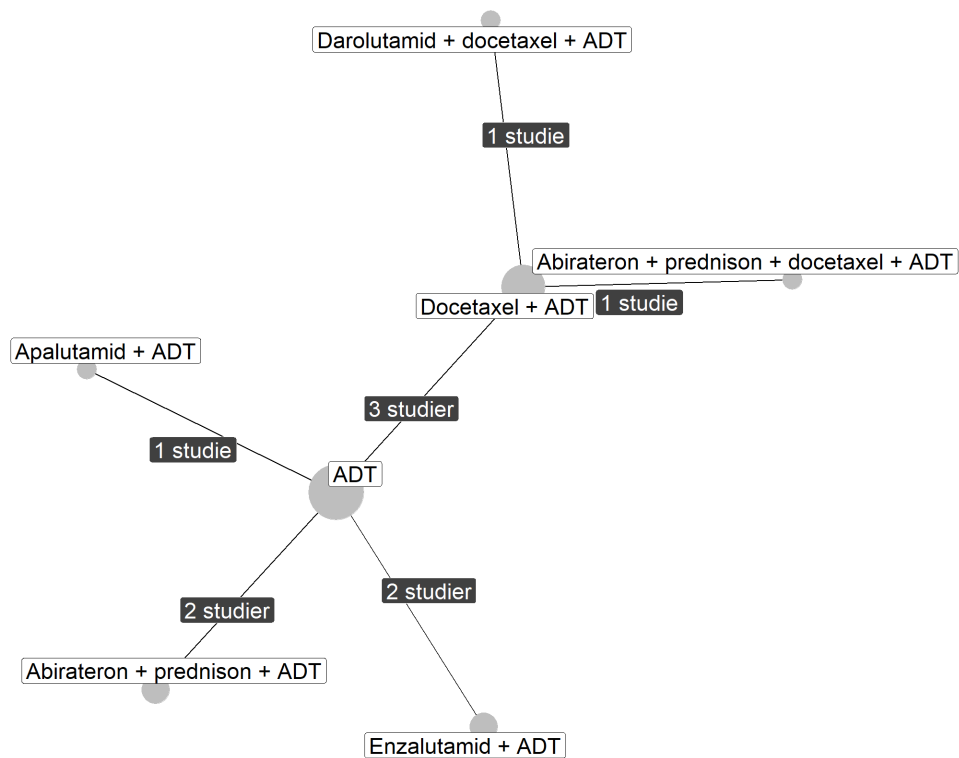 Darolutamid + docetaxel + ADT
1 studie
Abirateron + prednison + docetaxel + ADT
Docetaxel + ADT
1 studie
Apalutamid + ADT
3 studier
1 studie
ADT
2 studier
2 studier
Abirateron + prednison + ADT
Enzalutamid + ADT